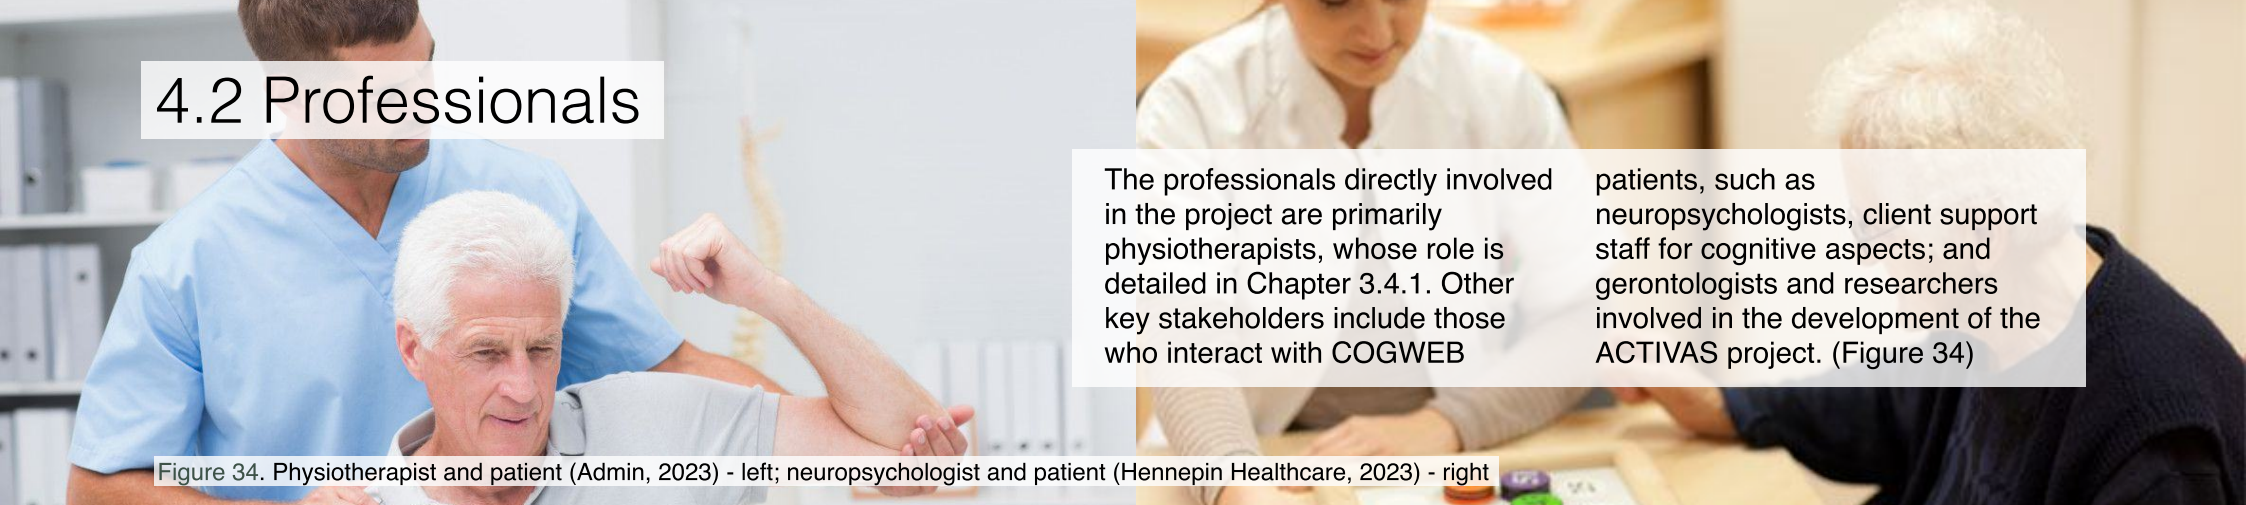 4.2 Professionals
The professionals directly involved
in the project are primarily
physiotherapists, whose role is
detailed in Chapter 3.4.1. Other
key stakeholders include those
who interact with COGWEB
patients, such as
neuropsychologists, client support
staff for cognitive aspects; and
gerontologists and researchers
involved in the development of the
ACTIVAS project. (Figure 34)
Figure 34. Physiotherapist and patient (Admin, 2023) - left; neuropsychologist and patient (Hennepin Healthcare, 2023) - right